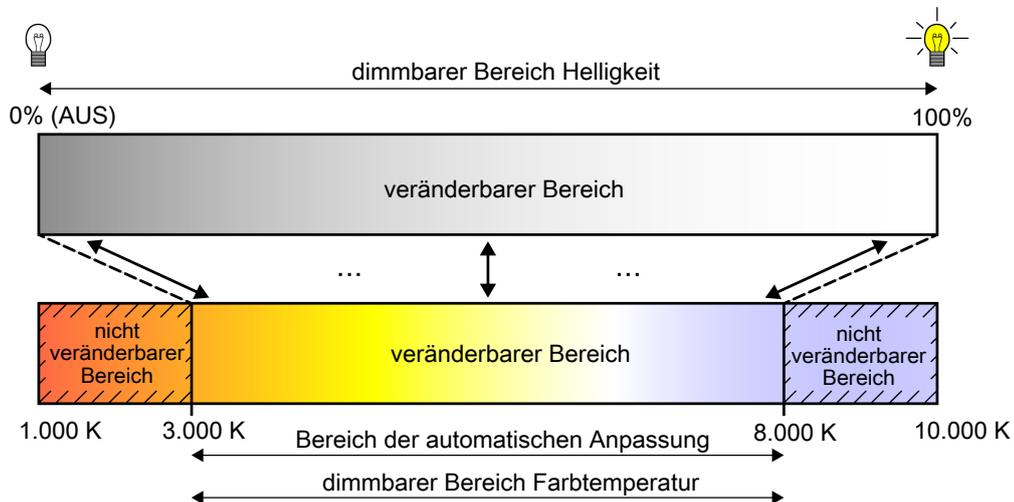 dimmbarer Bereich Helligkeit
0% (AUS)
100%
veränderbarer Bereich
...
...
nicht
veränderbarer
Bereich
veränderbarer Bereich
nicht
veränderbarer
Bereich
1.000 K
3.000 K
8.000 K
10.000 K
Bereich der automatischen Anpassung
dimmbarer Bereich Farbtemperatur